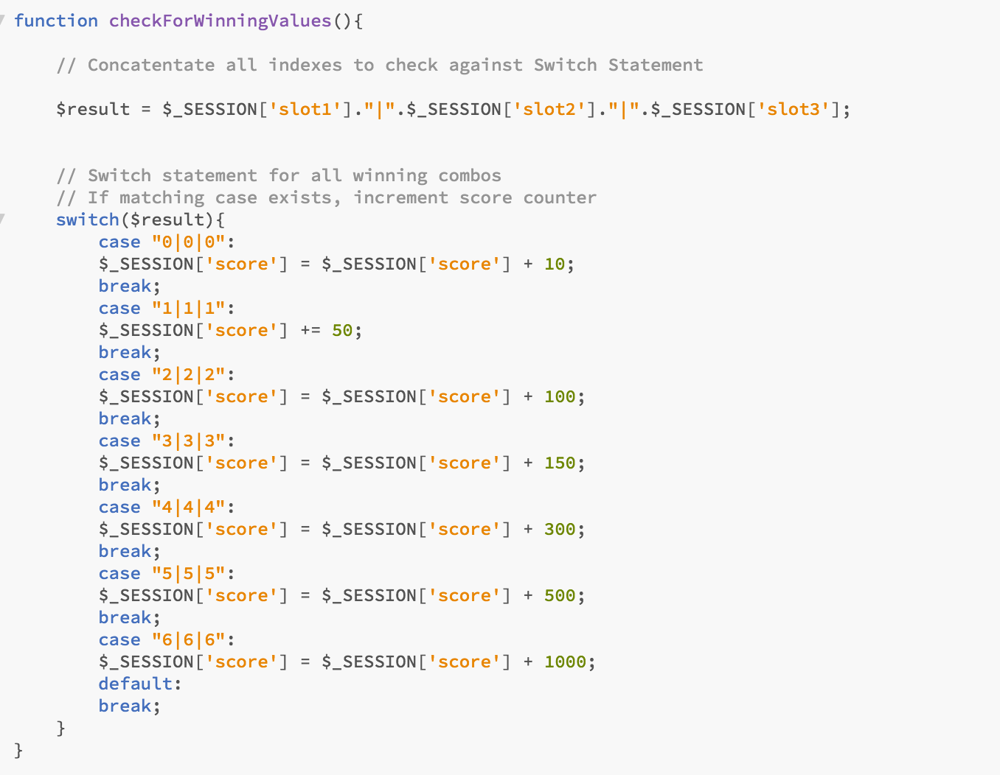 function checkForWinningValues(){
// Concatentate all indexes to check against Switch Statement
$result = $_SESSION['slot1']."|".$_SESSION['slot2']."|".$_SESSION['slot3'];
// Switch statement for all winning combos
// If matching case exists, increment score counter
switch($result){
case "0|0|0":
$_SESSION['score'] = $_SESSION['score'] + 10;
break;
case "1|1|1":
$_SESSION['score'] += 50;
break;
case "2|2|2":
$_SESSION['score'] = $_SESSION['score'] + 100;
break;
case "3|3|3":
$_SESSION['score'] = $_SESSION['score'] + 150;
break;
case "4|4|4":
$_SESSION['score'] = $_SESSION['score'] + 300;
break;
case "5|5|5":
$_SESSION['score'] = $_SESSION['score'] + 500;
break;
case "6|6|6":
$_SESSION['score'] = $_SESSION['score'] + 1000;
default:
break;
}
}